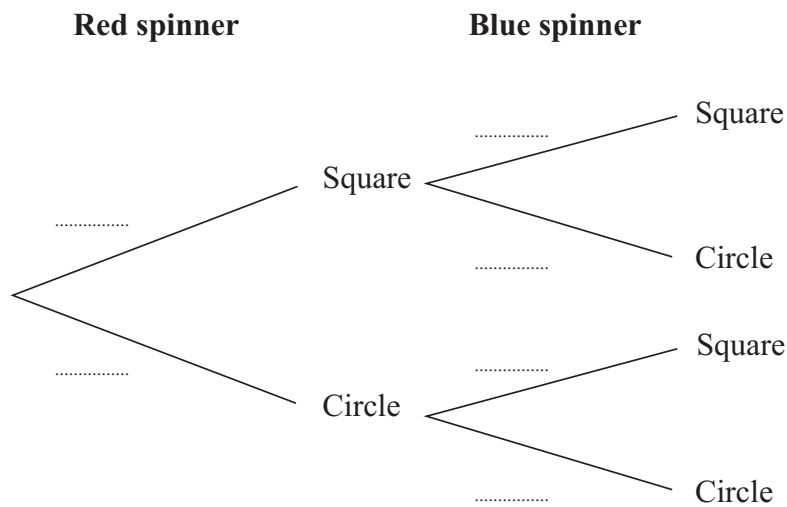 Red spinner
Blue spinner
Square
...............
Square
...............
...............
Circle
Square
...............
...............
Circle
...............
Circle